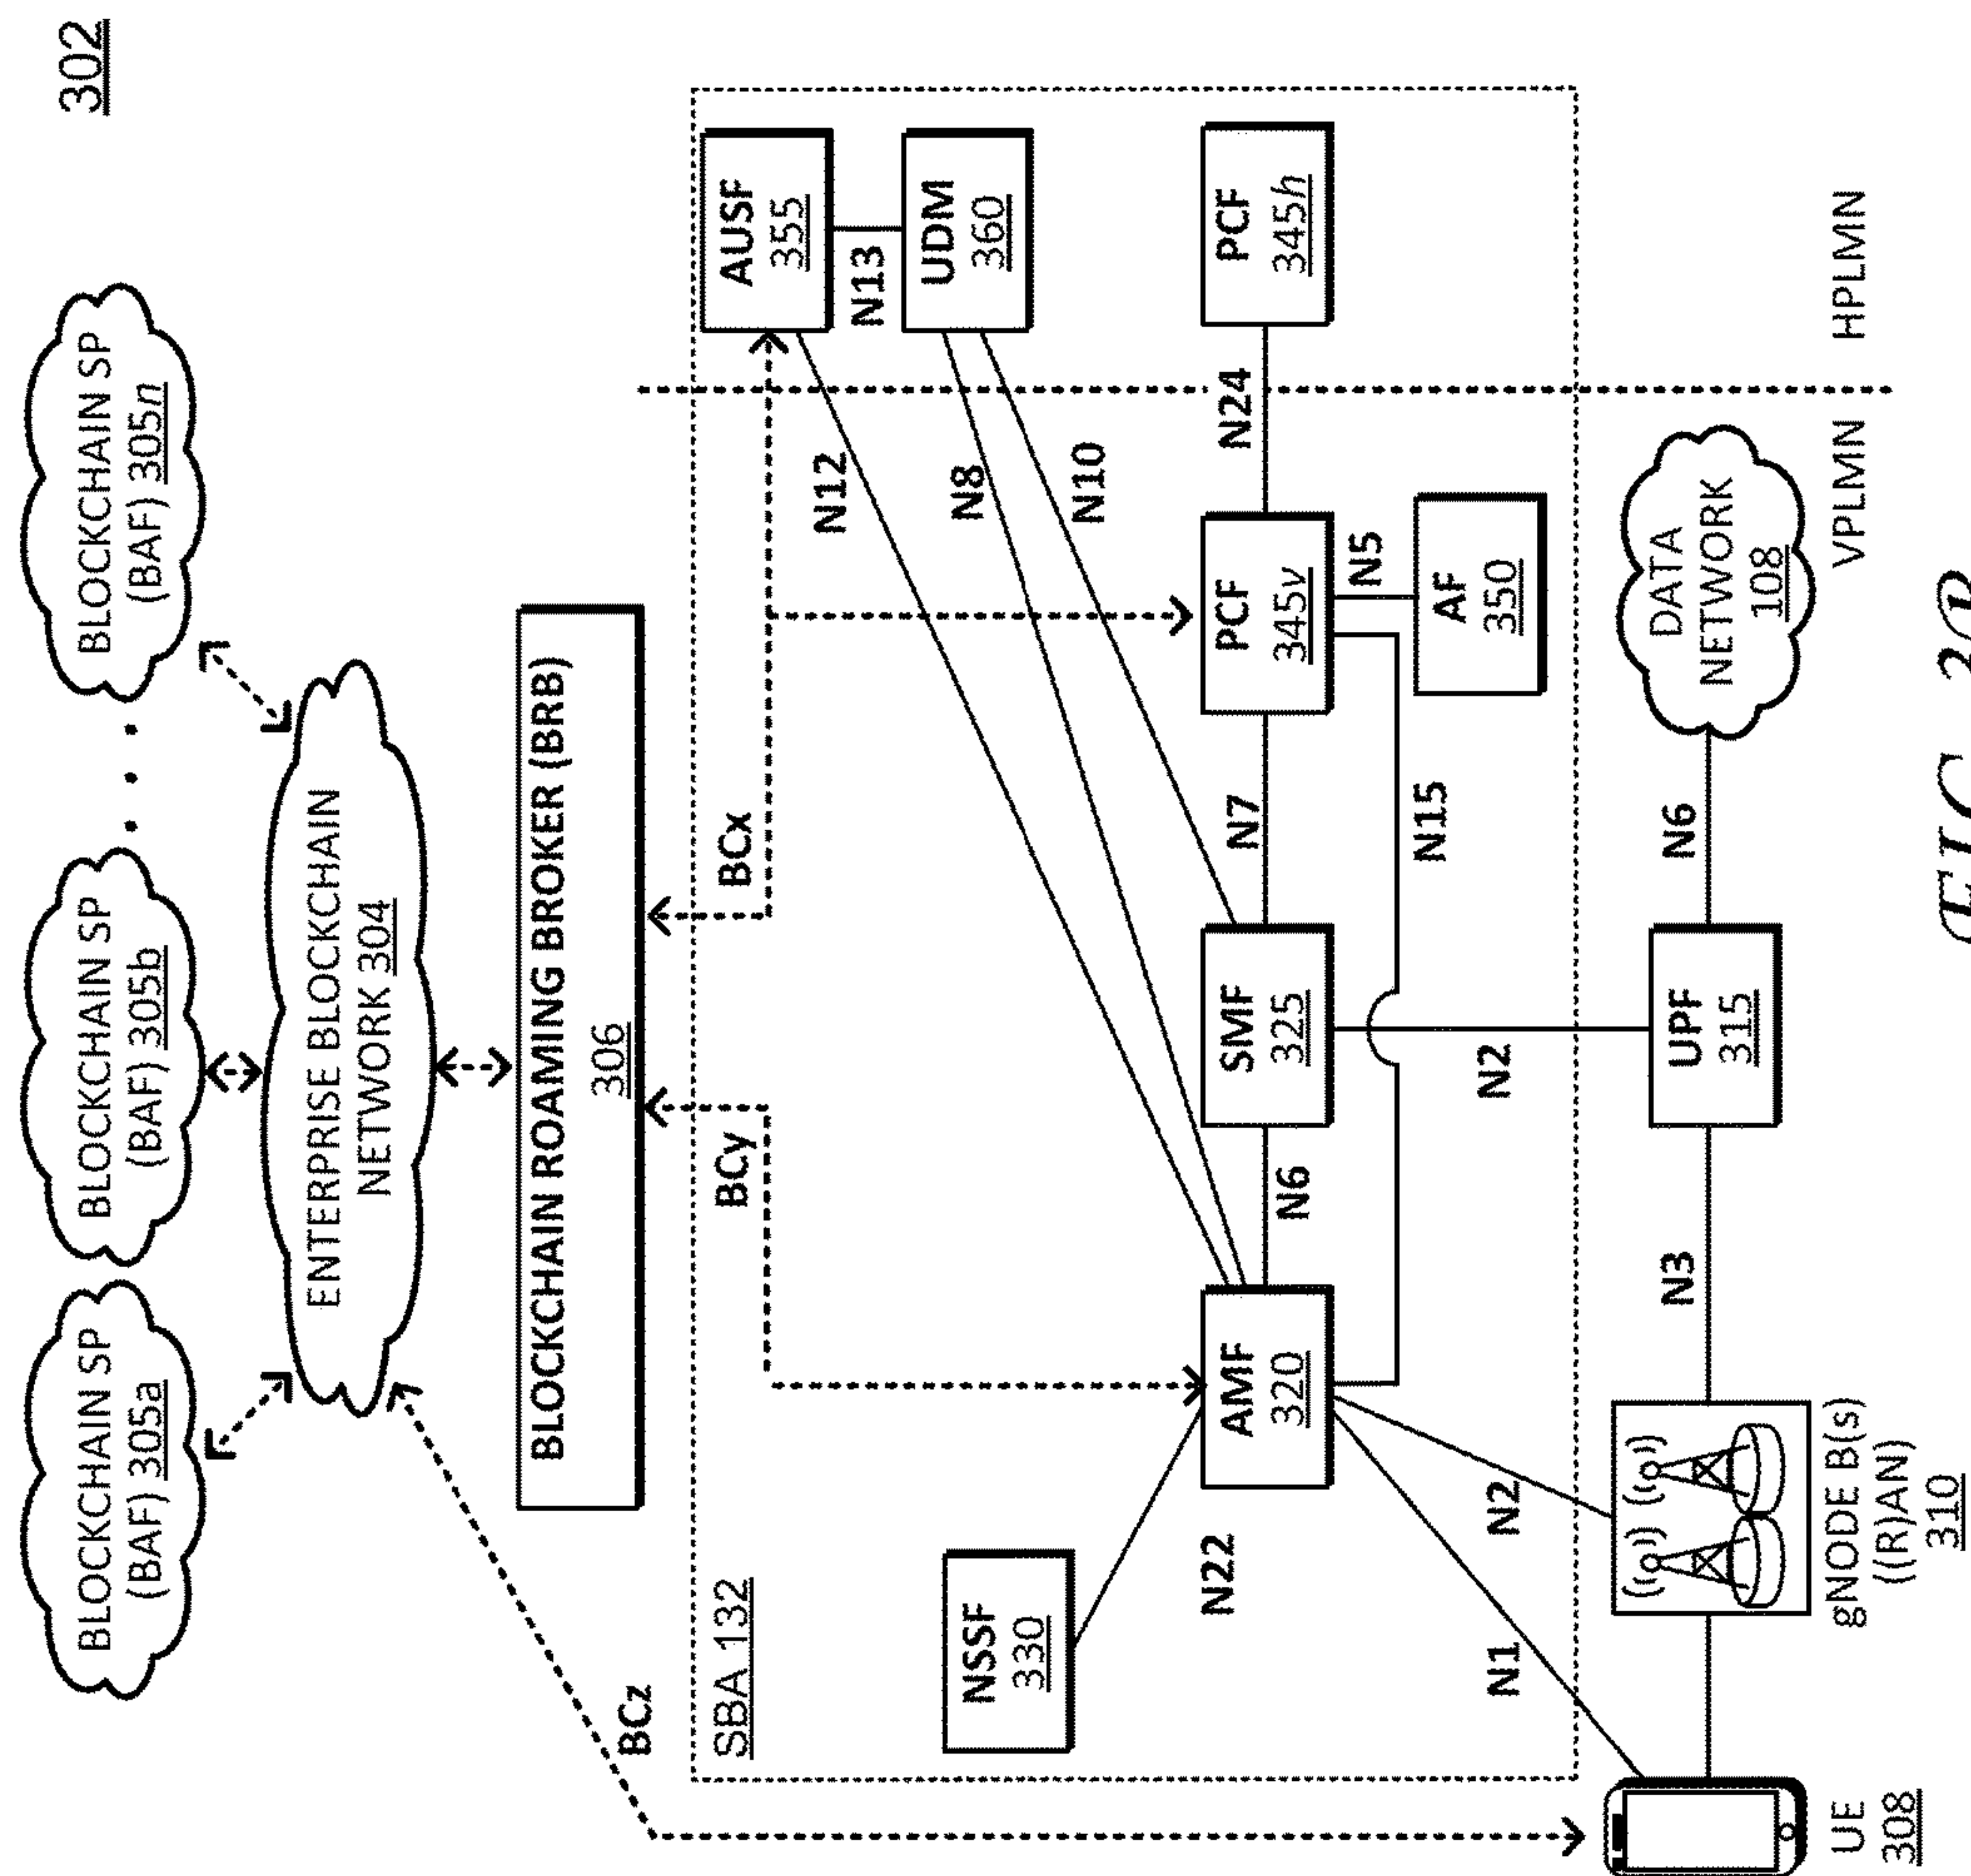 302
BLOCKCHAIN SP
(BAF) 305a
BLOCKCHAIN SP
(BAF) 305b
. . .
BLOCKCHAIN SP
(BAF) 305n
ENTERPRISE BLOCKCHAIN
NETWORK 304
BLOCKCHAIN ROAMING BROKER (BRB)
306
BCz
BCy
BCx
SBA 132
AUSF
355
N13
UDM
360
N12
N8
N10
NSSF
330
N22
AMF
320
N6
SMF
325
N7
PCF
345v
N24
PCF
345h
N5
AF
350
N15
N1
N2
N2
UE
308
gNODE B(s)
((R)AN)
310
N3
UPF
315
N6
DATA
NETWORK
108
VPLMN
HPLMN